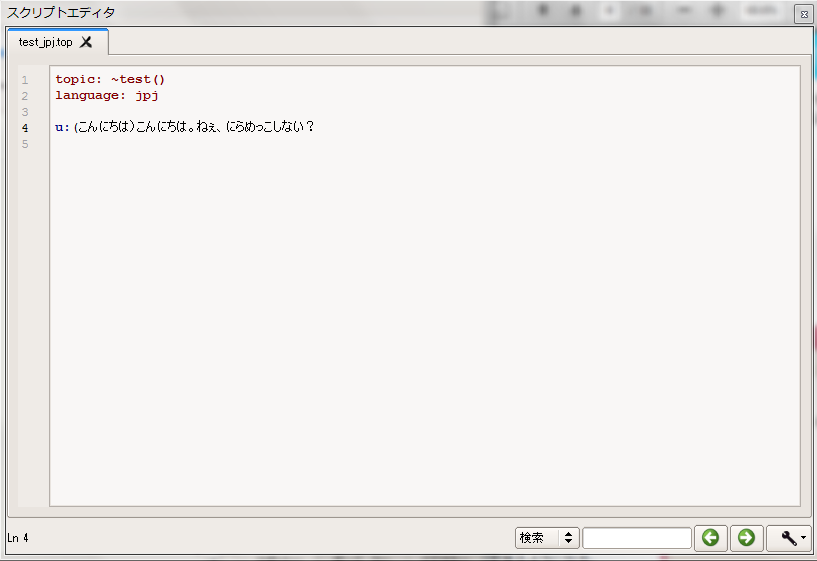 スクリプトエディタ
test_jpj.top
1 topic: ~test()
2 language: jpj
3
4 u:(こんにちは)こんにちは。ねぇ、にらめっこしない？
5
Ln 4
検索